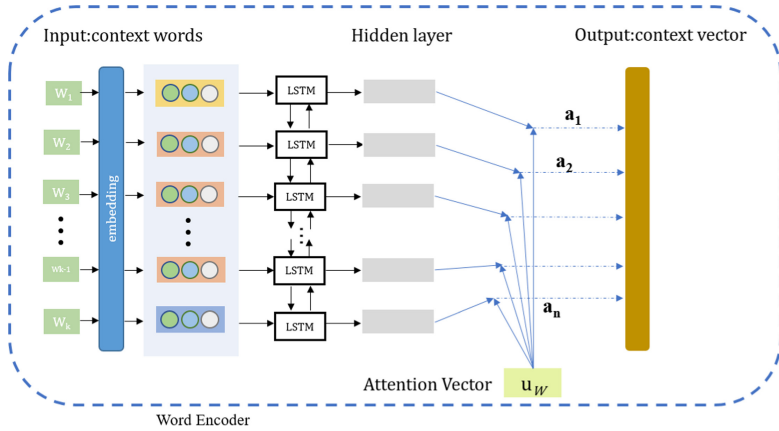 Input:context words
Hidden layer
Output:context vector
W1
W2
W3
Wk-1
Wk
embedding
LSTM
LSTM
LSTM
LSTM
LSTM
a1
a2
an
Attention Vector
uW
Word Encoder